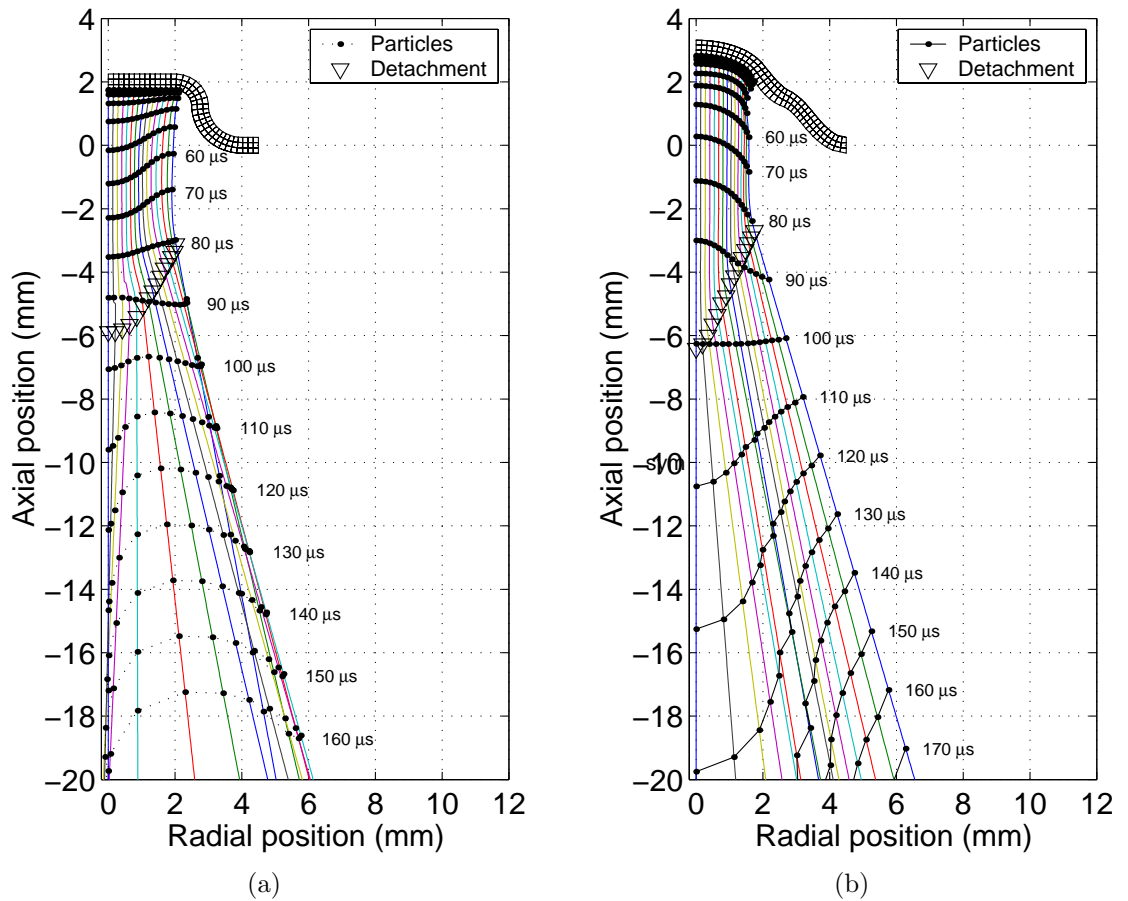 4
2
0
−2
−4
−6
−8
−10
−12
−14
−16
−18
−20
0 2 4 6 8 10 12
Axial position (mm)
Radial position (mm)
Particles
Detachment
60 μs
70 μs
80 μs
90 μs
100 μs
110 μs
120 μs
130 μs
140 μs
150 μs
160 μs
(a)
4
2
0
−2
−4
−6
−8
−10
−12
−14
−16
−18
−20
0 2 4 6 8 10 12
Axial position (mm)
Radial position (mm)
Particles
Detachment
60 μs
70 μs
80 μs
90 μs
100 μs
110 μs
120 μs
130 μs
140 μs
150 μs
160 μs
170 μs
(b)